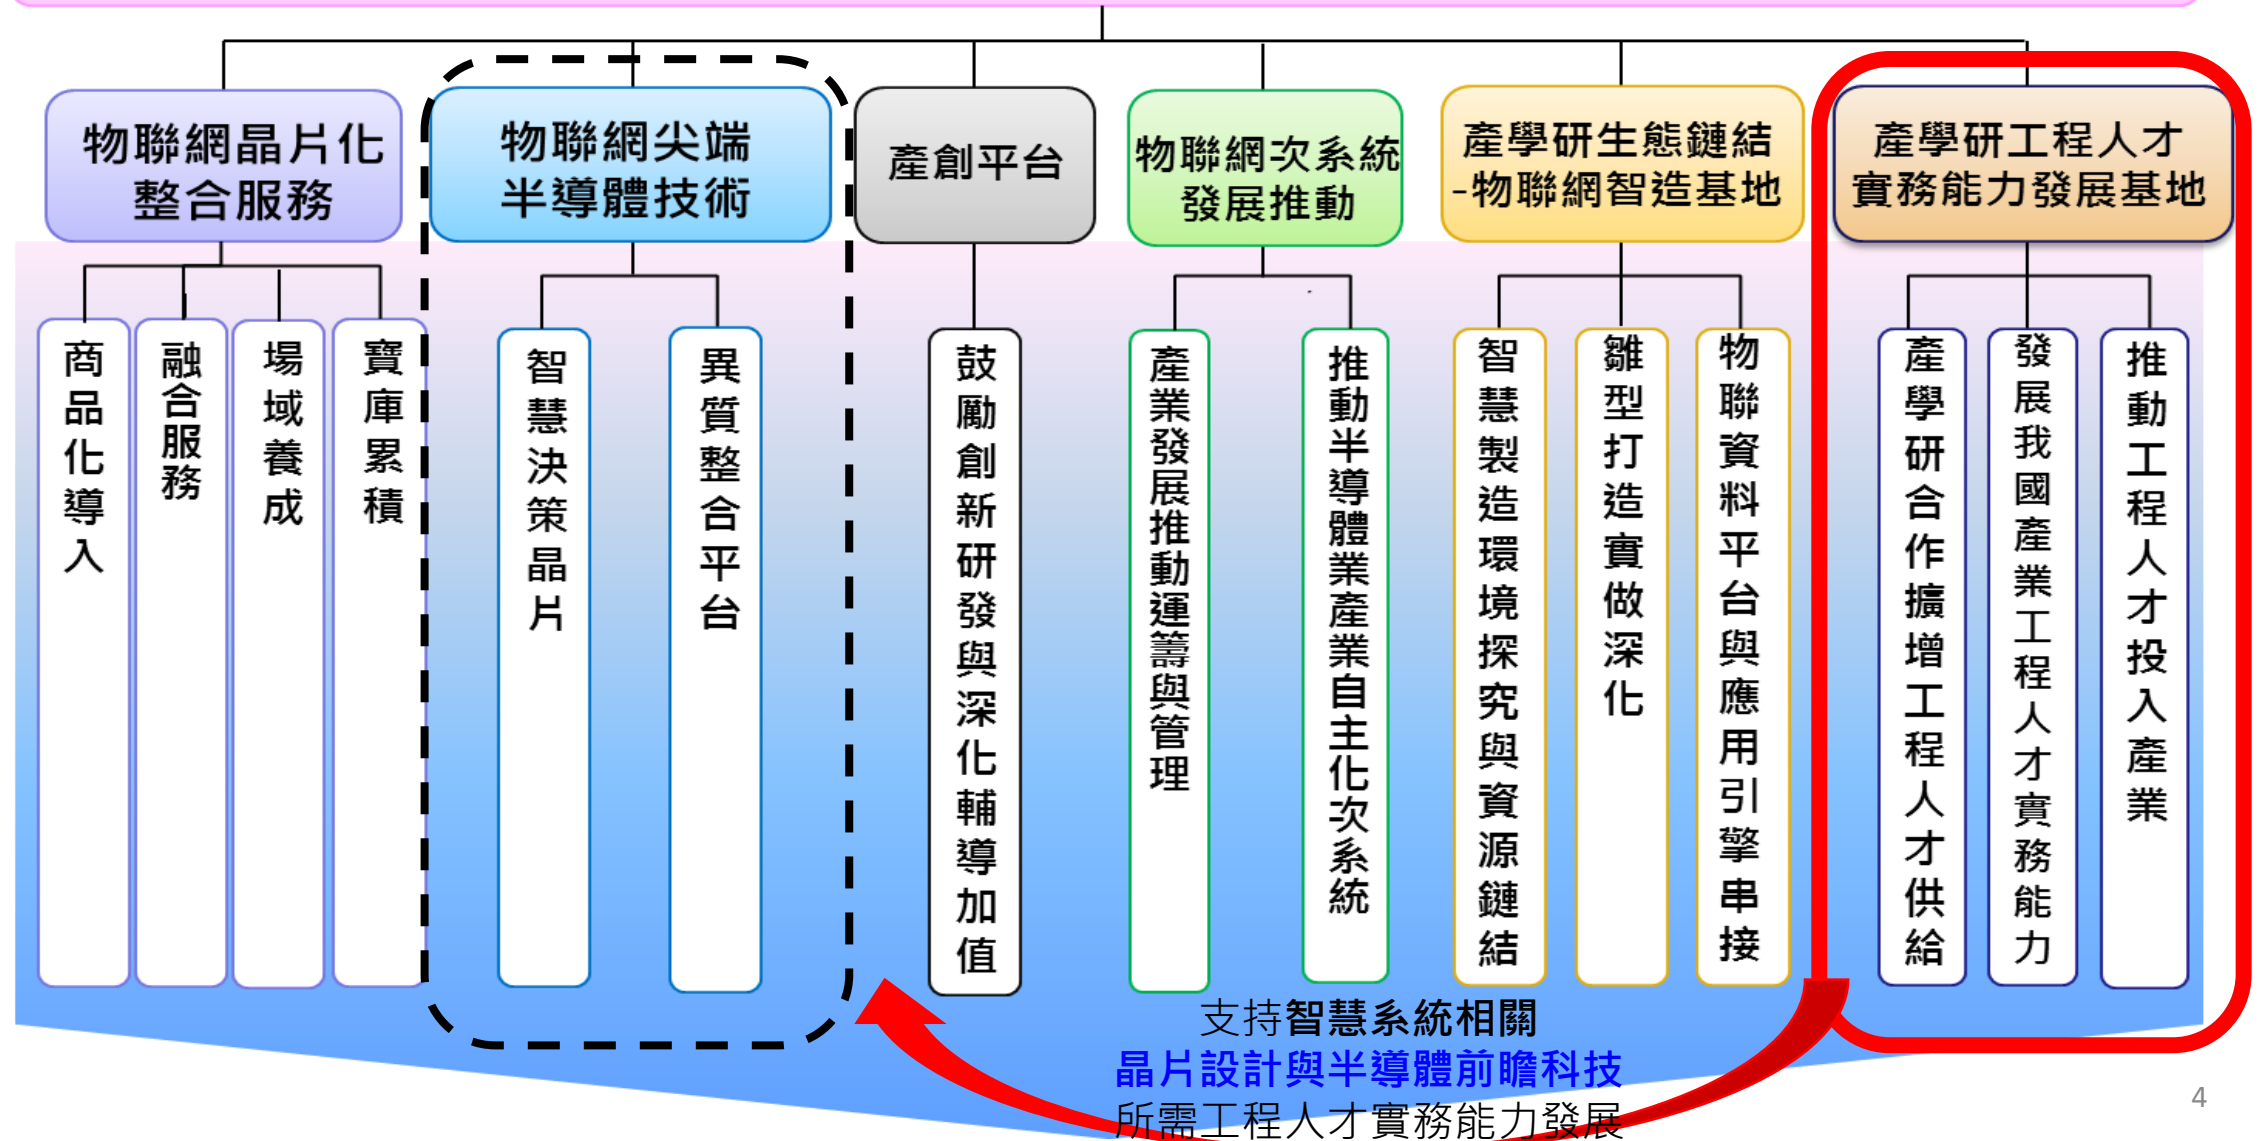 物聯網晶片化
整合服務
物聯網尖端
半導體技術
產創平台
物聯網次系統
發展推動
產學研生態鏈結
-物聯網智造基地
產學研工程人才
實務能力發展基地
商品化導入
融合服務
場域養成
寶庫累積
智慧決策晶片
異質整合平台
鼓勵創新研發與深化輔導加值
產業發展推動運籌與管理
推動半導體業產業自主化次系統
智慧製造環境探究與資源鏈結
雛型打造實做深化
物聯資料平台與應用引擎串接
產學研合作擴增工程人才供給
發展我國產業工程人才實務能力
推動工程人才投入產業
支持智慧系統相關
晶片設計與半導體前瞻科技
所需工程人才實務能力發展
4